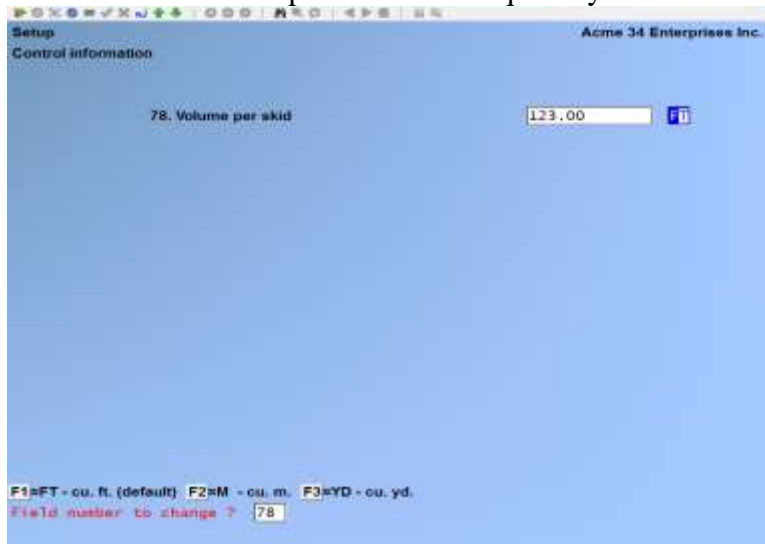 Setup Acme 34 Enterprises Inc.
Control information
78. Volume per skid 123.00 FT
F1=FT - cu. ft. (default) F2=M - cu. m. F3=YD - cu. yd.
Field number to change ? 78